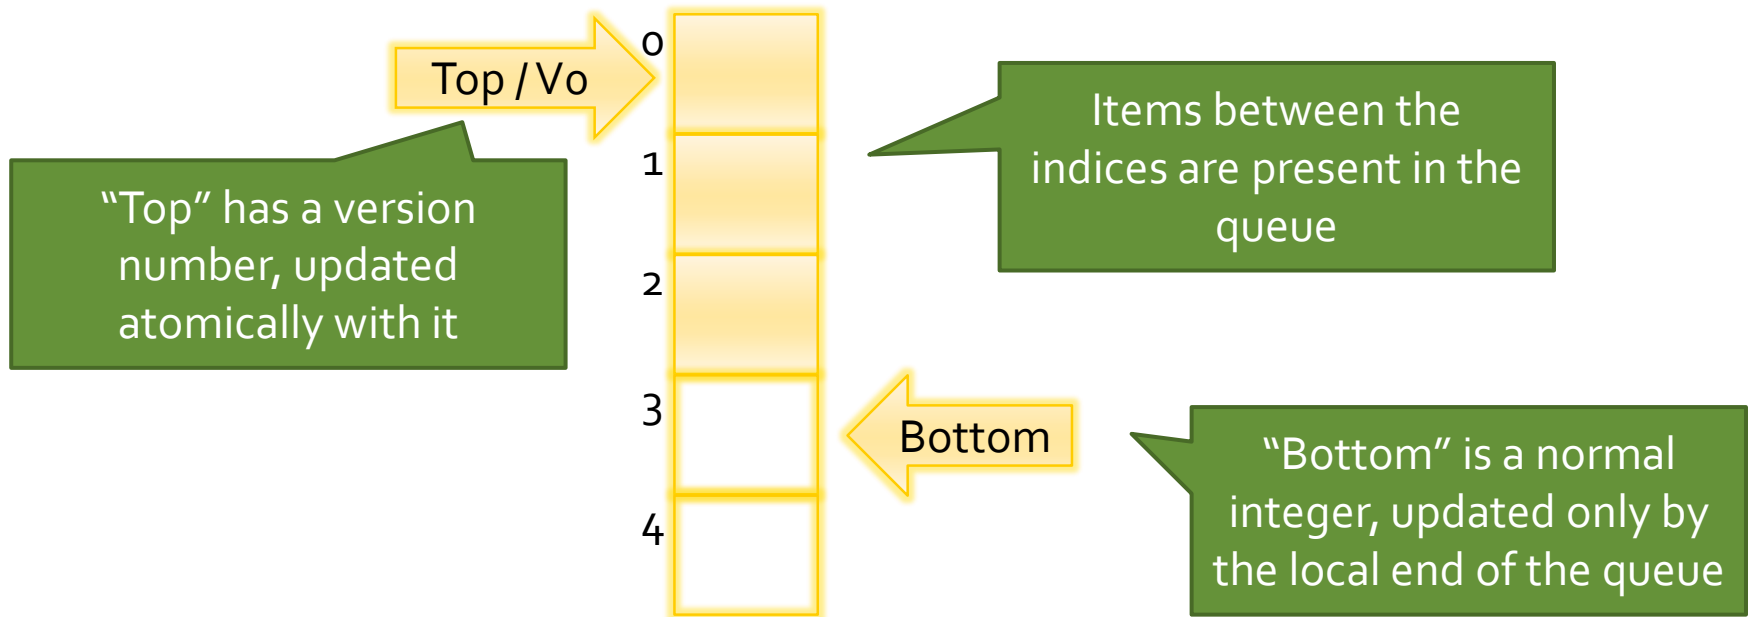 0
Top / V0
1
2
3
4
“Top” has a version
number, updated
atomically with it
Items between the
indices are present in the
queue
Bottom
“Bottom” is a normal
integer, updated only by
the local end of the queue